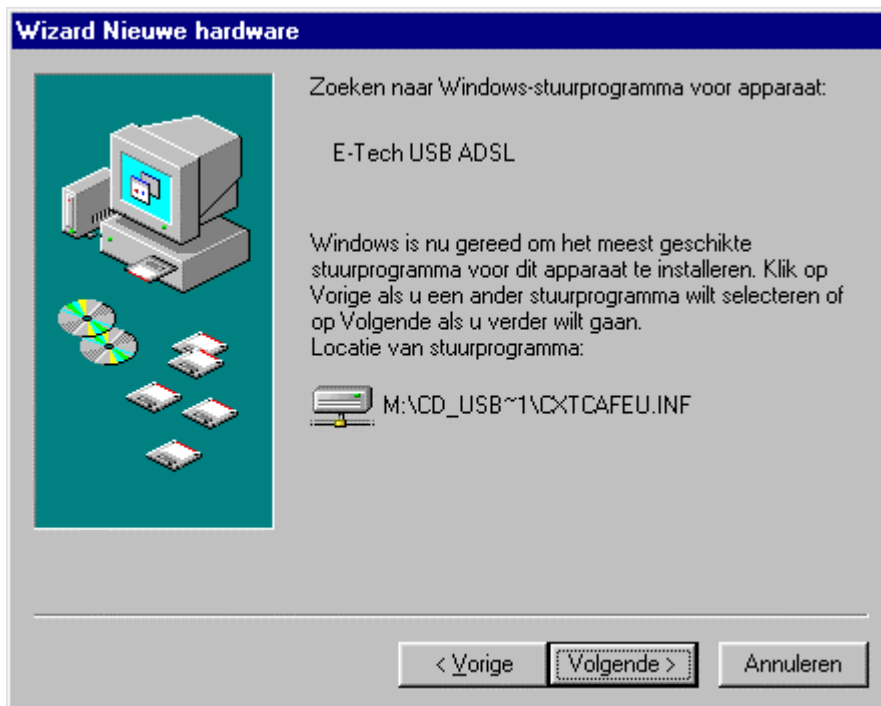 Wizard Nieuwe hardware
Zoeken naar Windows-stuurprogramma voor apparaat:
E-Tech USB ADSL
Windows is nu gereed om het meest geschikte
stuurprogramma voor dit apparaat te installeren. Klik op
Vorige als u een ander stuurprogramma wilt selecteren of
op Volgende als u verder wilt gaan.
Locatie van stuurprogramma:
M:\CD_USB~1\CXTCAFEU.INF
< Vorige
Volgende >
Annuleren